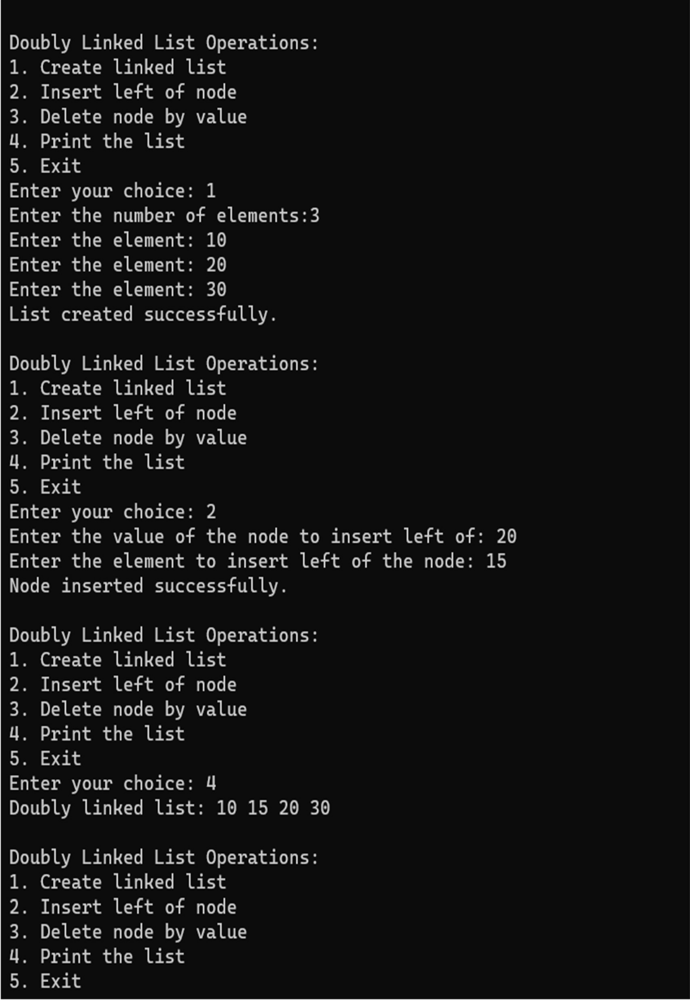 Doubly Linked List Operations:
1. Create linked list
2. Insert left of node
3. Delete node by value
4. Print the list
5. Exit
Enter your choice: 1
Enter the number of elements:3
Enter the element: 10
Enter the element: 20
Enter the element: 30
List created successfully.
Doubly Linked List Operations:
1. Create linked list
2. Insert left of node
3. Delete node by value
4. Print the list
5. Exit
Enter your choice: 2
Enter the value of the node to insert left of: 20
Enter the element to insert left of the node: 15
Node inserted successfully.
Doubly Linked List Operations:
1. Create linked list
2. Insert left of node
3. Delete node by value
4. Print the list
5. Exit
Enter your choice: 4
Doubly linked list: 10 15 20 30
Doubly Linked List Operations:
1. Create linked list
2. Insert left of node
3. Delete node by value
4. Print the list
5. Exit